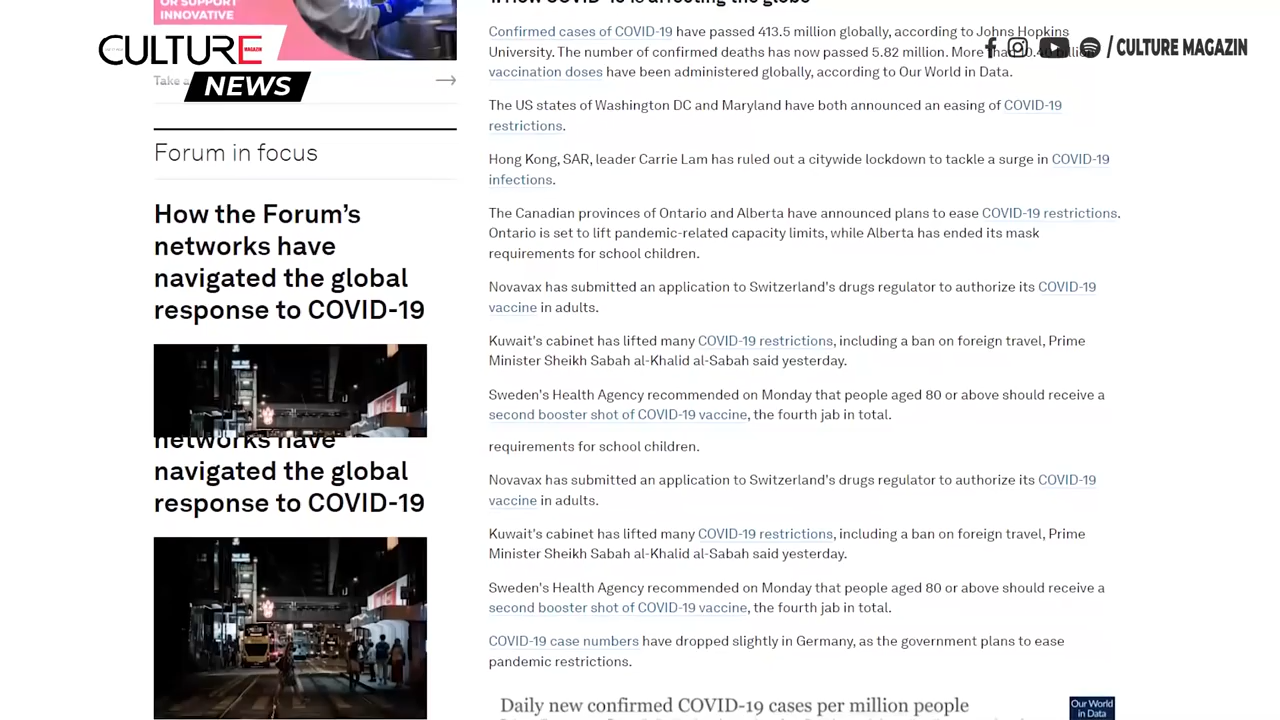 OR SUPPORT
INNOVATIVE
CULTURE
MAGAZIN
NEWS
Take a
/ CULTURE MAGAZIN
Forum in focus
How the Forum's
networks have
navigated the global
response to COVID-19
networks have
navigated the global
response to COVID-19
1. How COVID-19 is affecting the globe
Confirmed cases of COVID-19 have passed 413.5 million globally, according to Johns Hopkins
University. The number of confirmed deaths has now passed 5.82 million. More than 10.40 billion
vaccination doses have been administered globally, according to Our World in Data.
The US states of Washington DC and Maryland have both announced an easing of COVID-19
restrictions.
Hong Kong, SAR, leader Carrie Lam has ruled out a citywide lockdown to tackle a surge in COVID-19
infections.
The Canadian provinces of Ontario and Alberta have announced plans to ease COVID-19 restrictions.
Ontario is set to lift pandemic-related capacity limits, while Alberta has ended its mask
requirements for school children.
Novavax has submitted an application to Switzerland's drugs regulator to authorize its COVID-19
vaccine in adults.
Kuwait's cabinet has lifted many COVID-19 restrictions, including a ban on foreign travel, Prime
Minister Sheikh Sabah al-Khalid al-Sabah said yesterday.
Sweden's Health Agency recommended on Monday that people aged 80 or above should receive a
second booster shot of COVID-19 vaccine, the fourth jab in total.
requirements for school children.
Novavax has submitted an application to Switzerland's drugs regulator to authorize its COVID-19
vaccine in adults.
Kuwait's cabinet has lifted many COVID-19 restrictions, including a ban on foreign travel, Prime
Minister Sheikh Sabah al-Khalid al-Sabah said yesterday.
Sweden's Health Agency recommended on Monday that people aged 80 or above should receive a
second booster shot of COVID-19 vaccine, the fourth jab in total.
COVID-19 case numbers have dropped slightly in Germany, as the government plans to ease
pandemic restrictions.
Daily new confirmed COVID-19 cases per million people
Our World
in Data